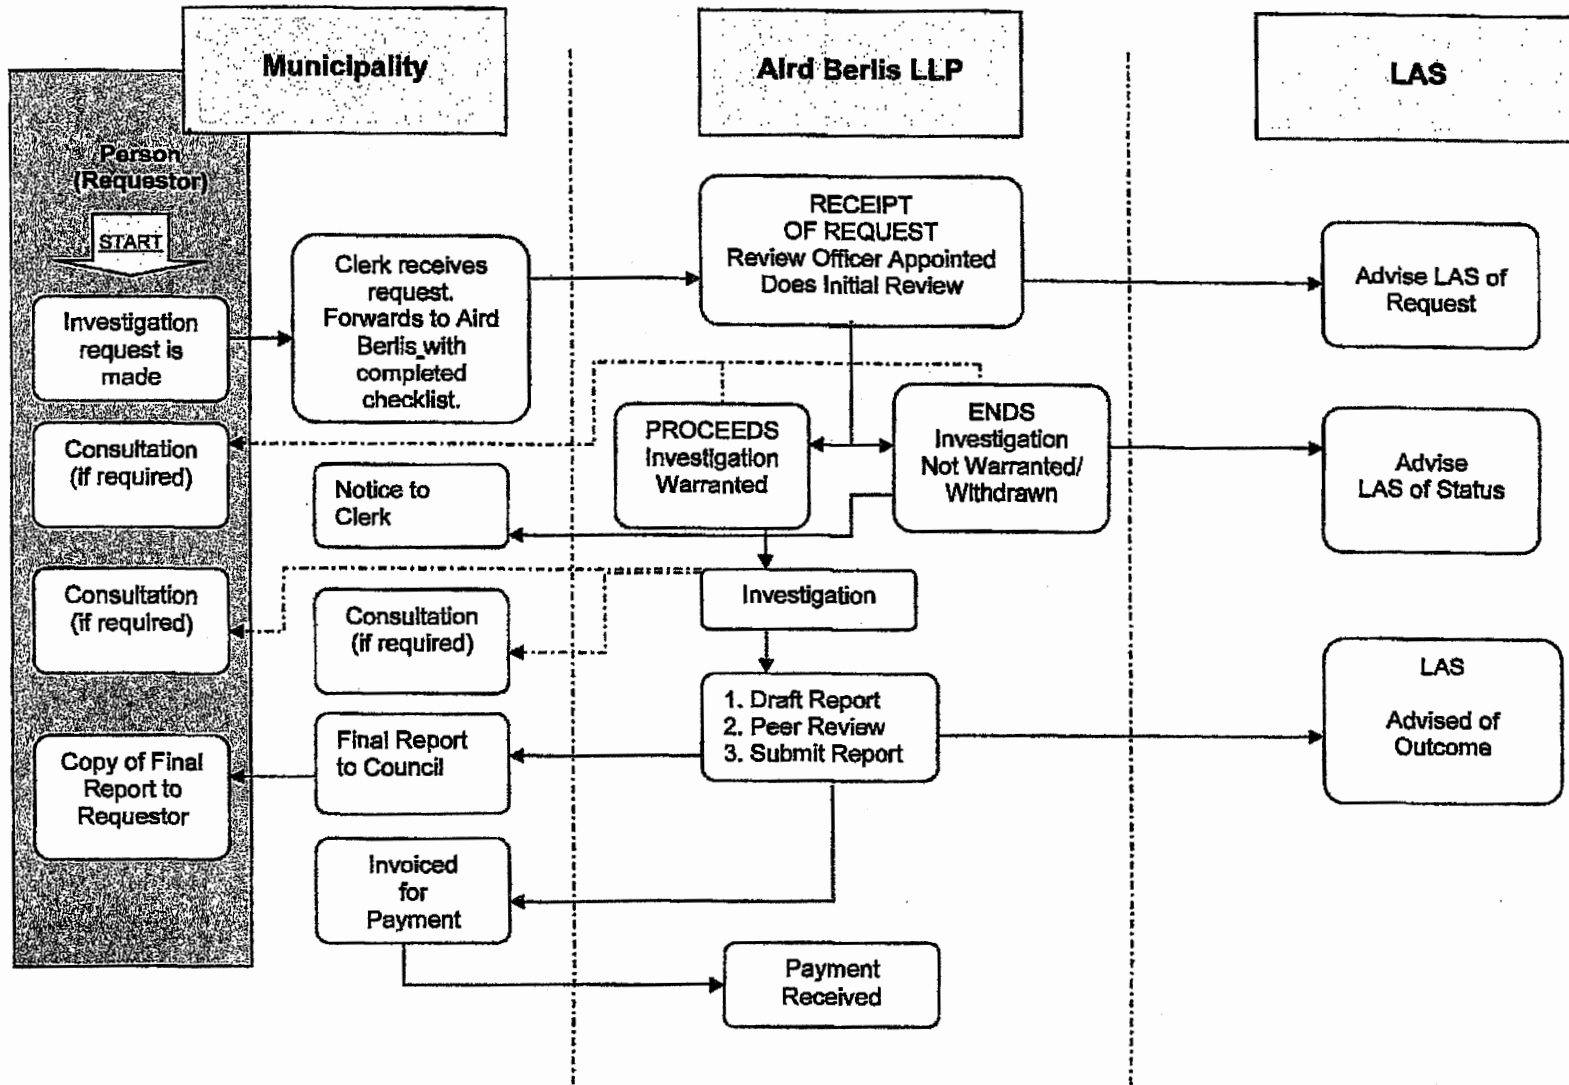 Municipality
Aird Berlis LLP
LAS
Person
(Requestor)
START
Investigation
request is
made
Clerk receives
request.
Forwards to Aird
Berlis with
completed
checklist.
RECEIPT
OF REQUEST
Review Officer Appointed
Does Initial Review
Advise LAS of
Request
Consultation
(if required)
Notice to
Clerk
PROCEEDS
Investigation
Warranted
ENDS
Investigation
Not Warranted/
Withdrawn
Advise
LAS of Status
Consultation
(if required)
Consultation
(if required)
Investigation
1. Draft Report
2. Peer Review
3. Submit Report
LAS
Advised of
Outcome
Final Report
to Council
Copy of Final
Report to
Requestor
Invoiced
for
Payment
Payment
Received